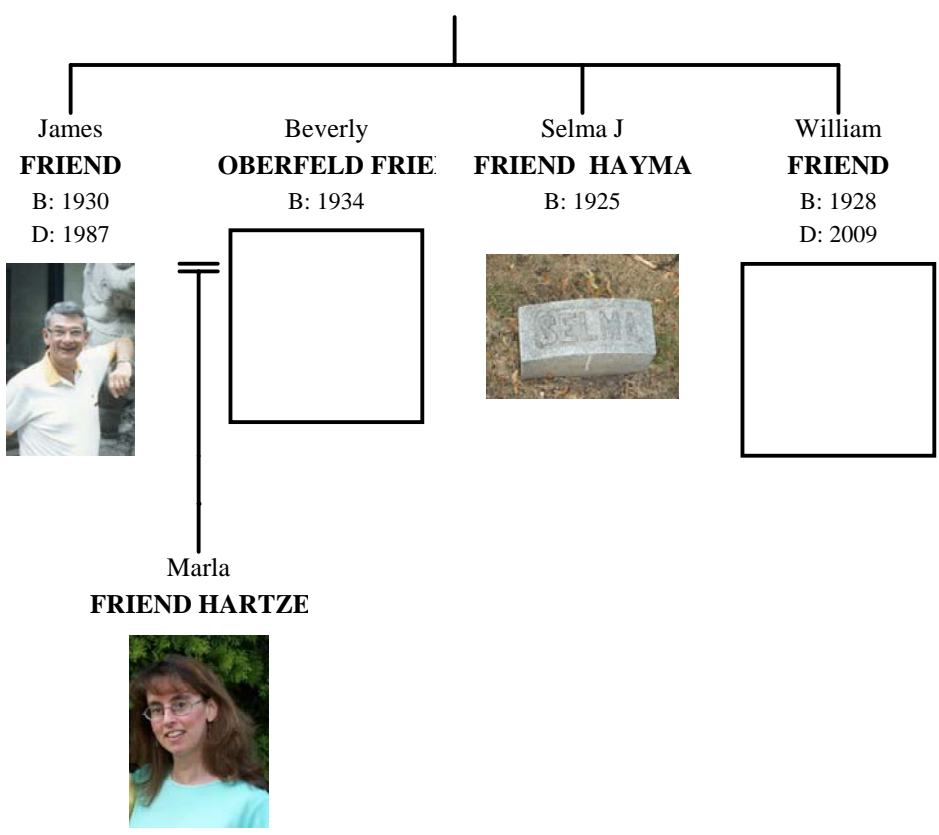 James
FRIEND
B: 1930
D: 1987
Beverly
OBERFELD FRIE
B: 1934
Selma J
FRIEND HAYMA
B: 1925
SELMA
William
FRIEND
B: 1928
D: 2009
Marla
FRIEND HARTZE